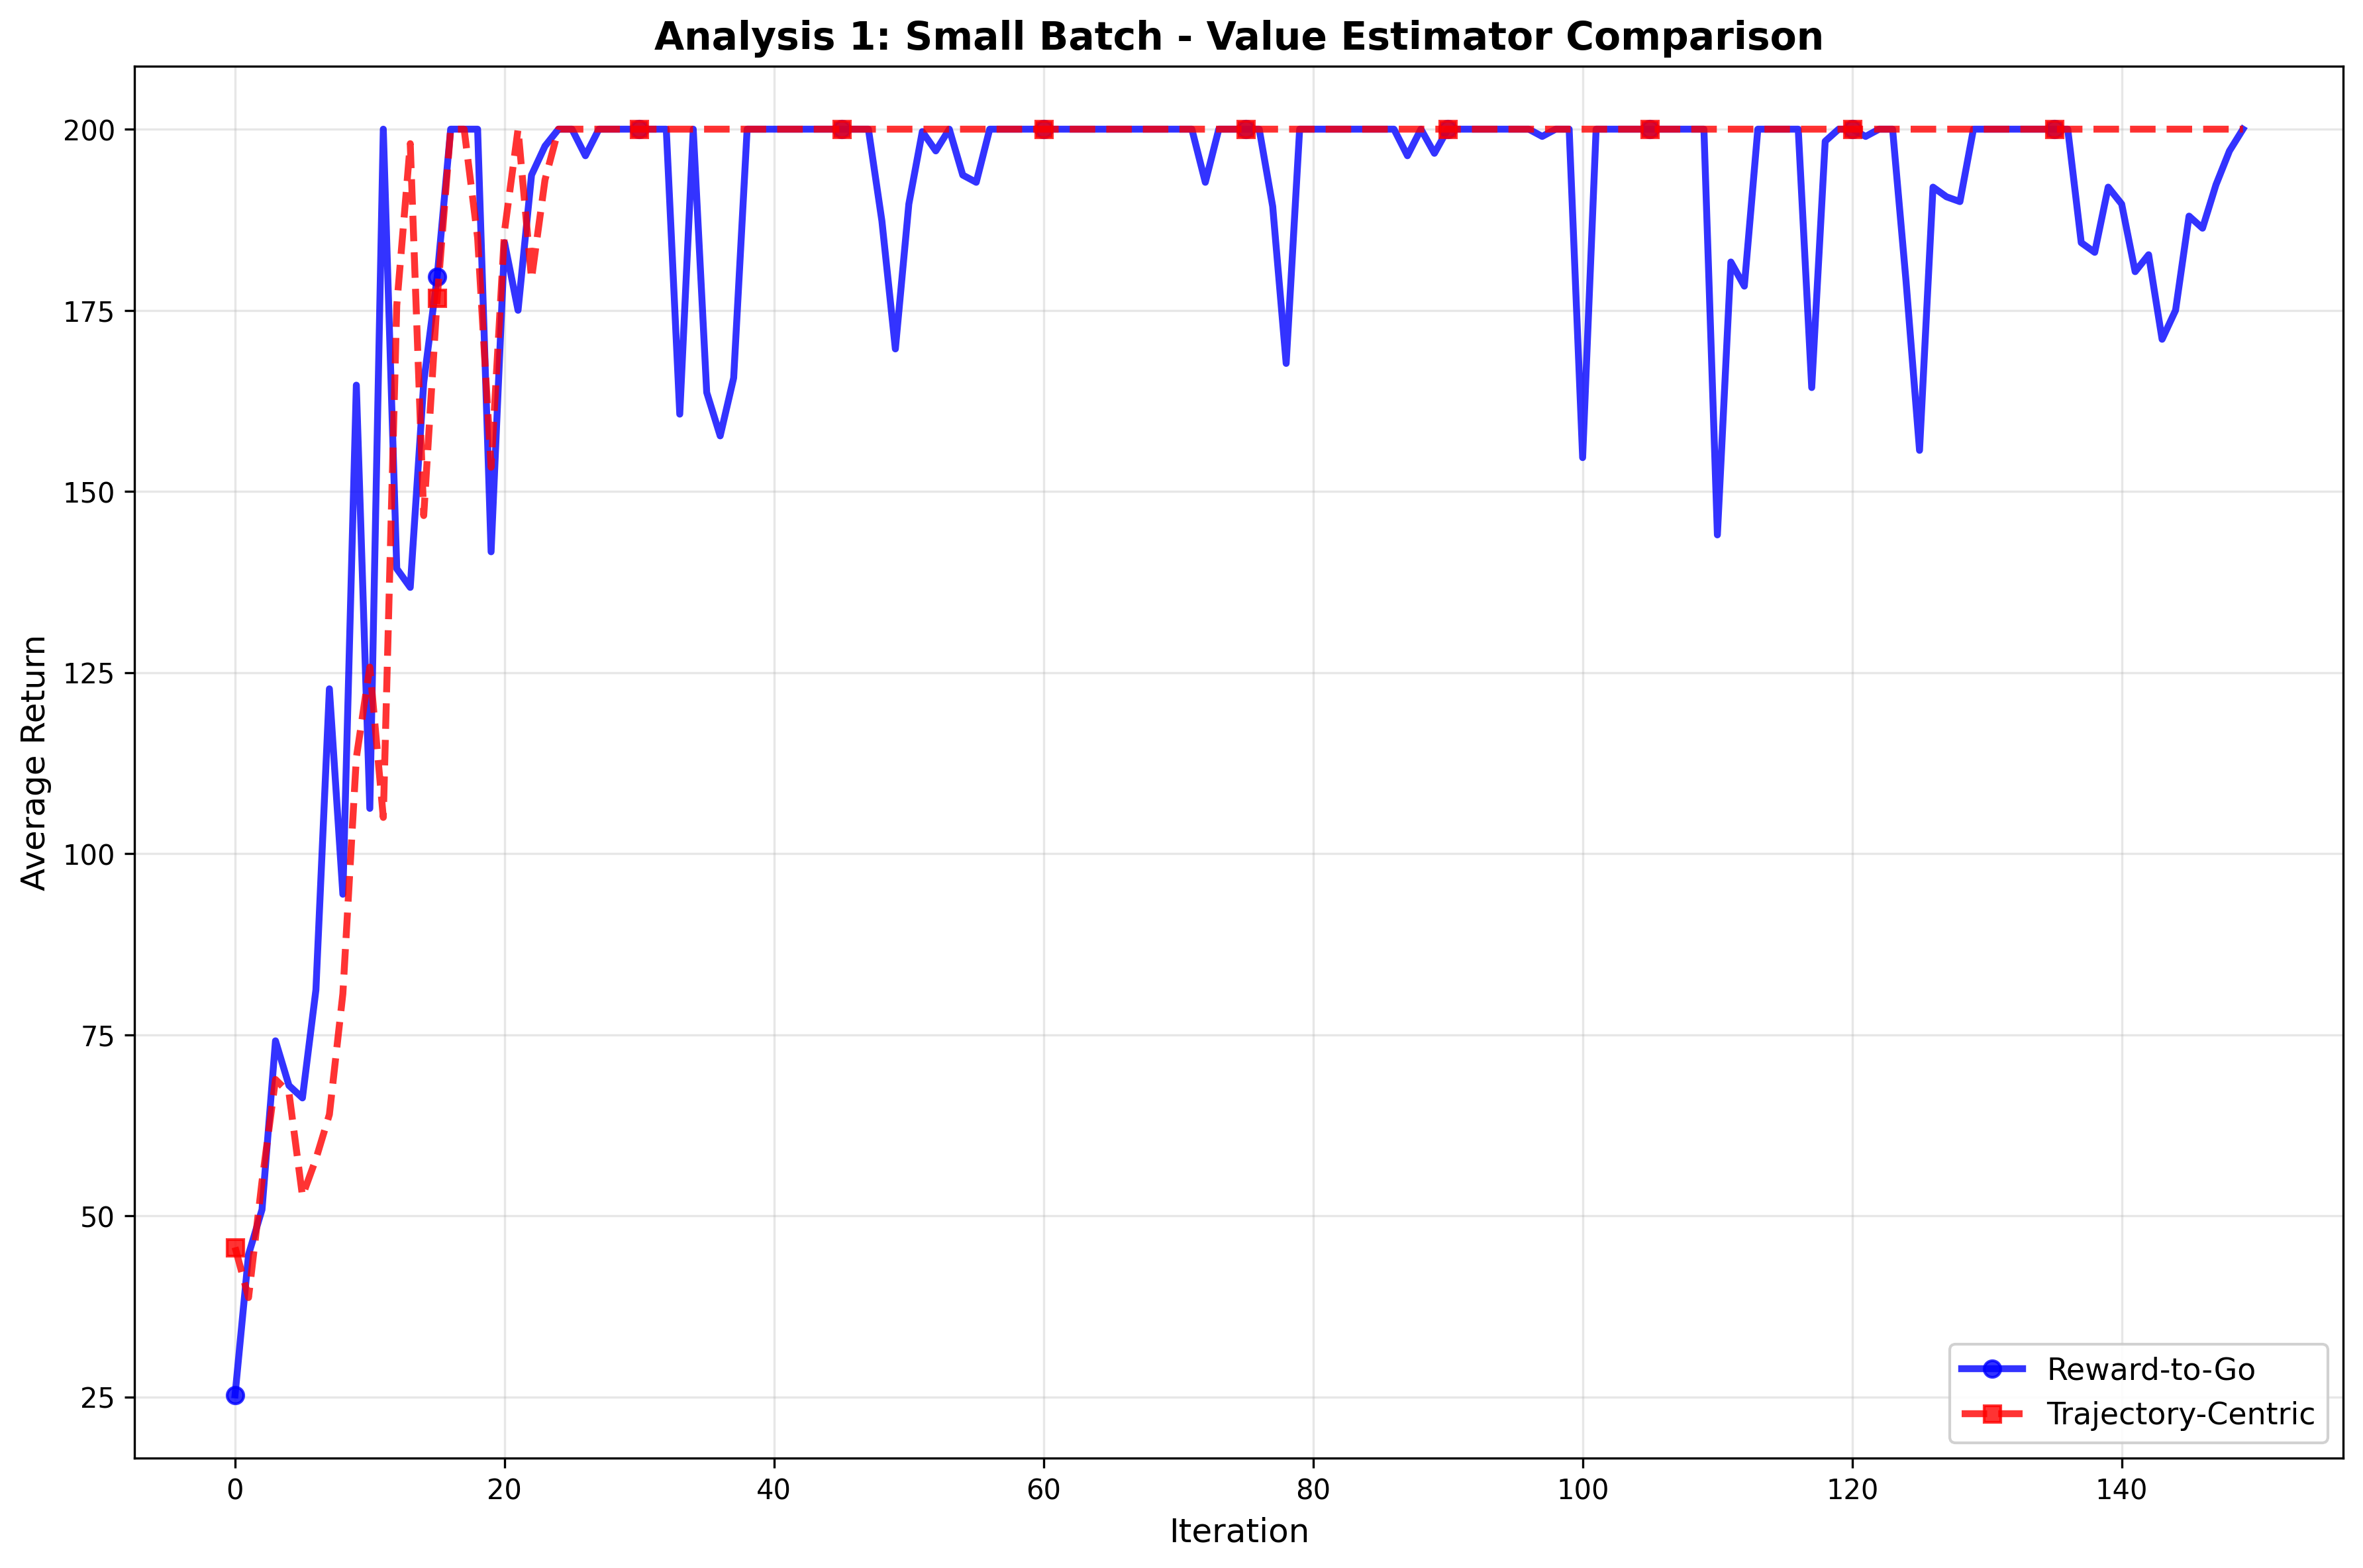 Analysis 1: Small Batch - Value Estimator Comparison
Average Return
200
175
150
125
100
75
50
25
0 20 40 60 80 100 120 140
Iteration
Reward-to-Go
Trajectory-Centric